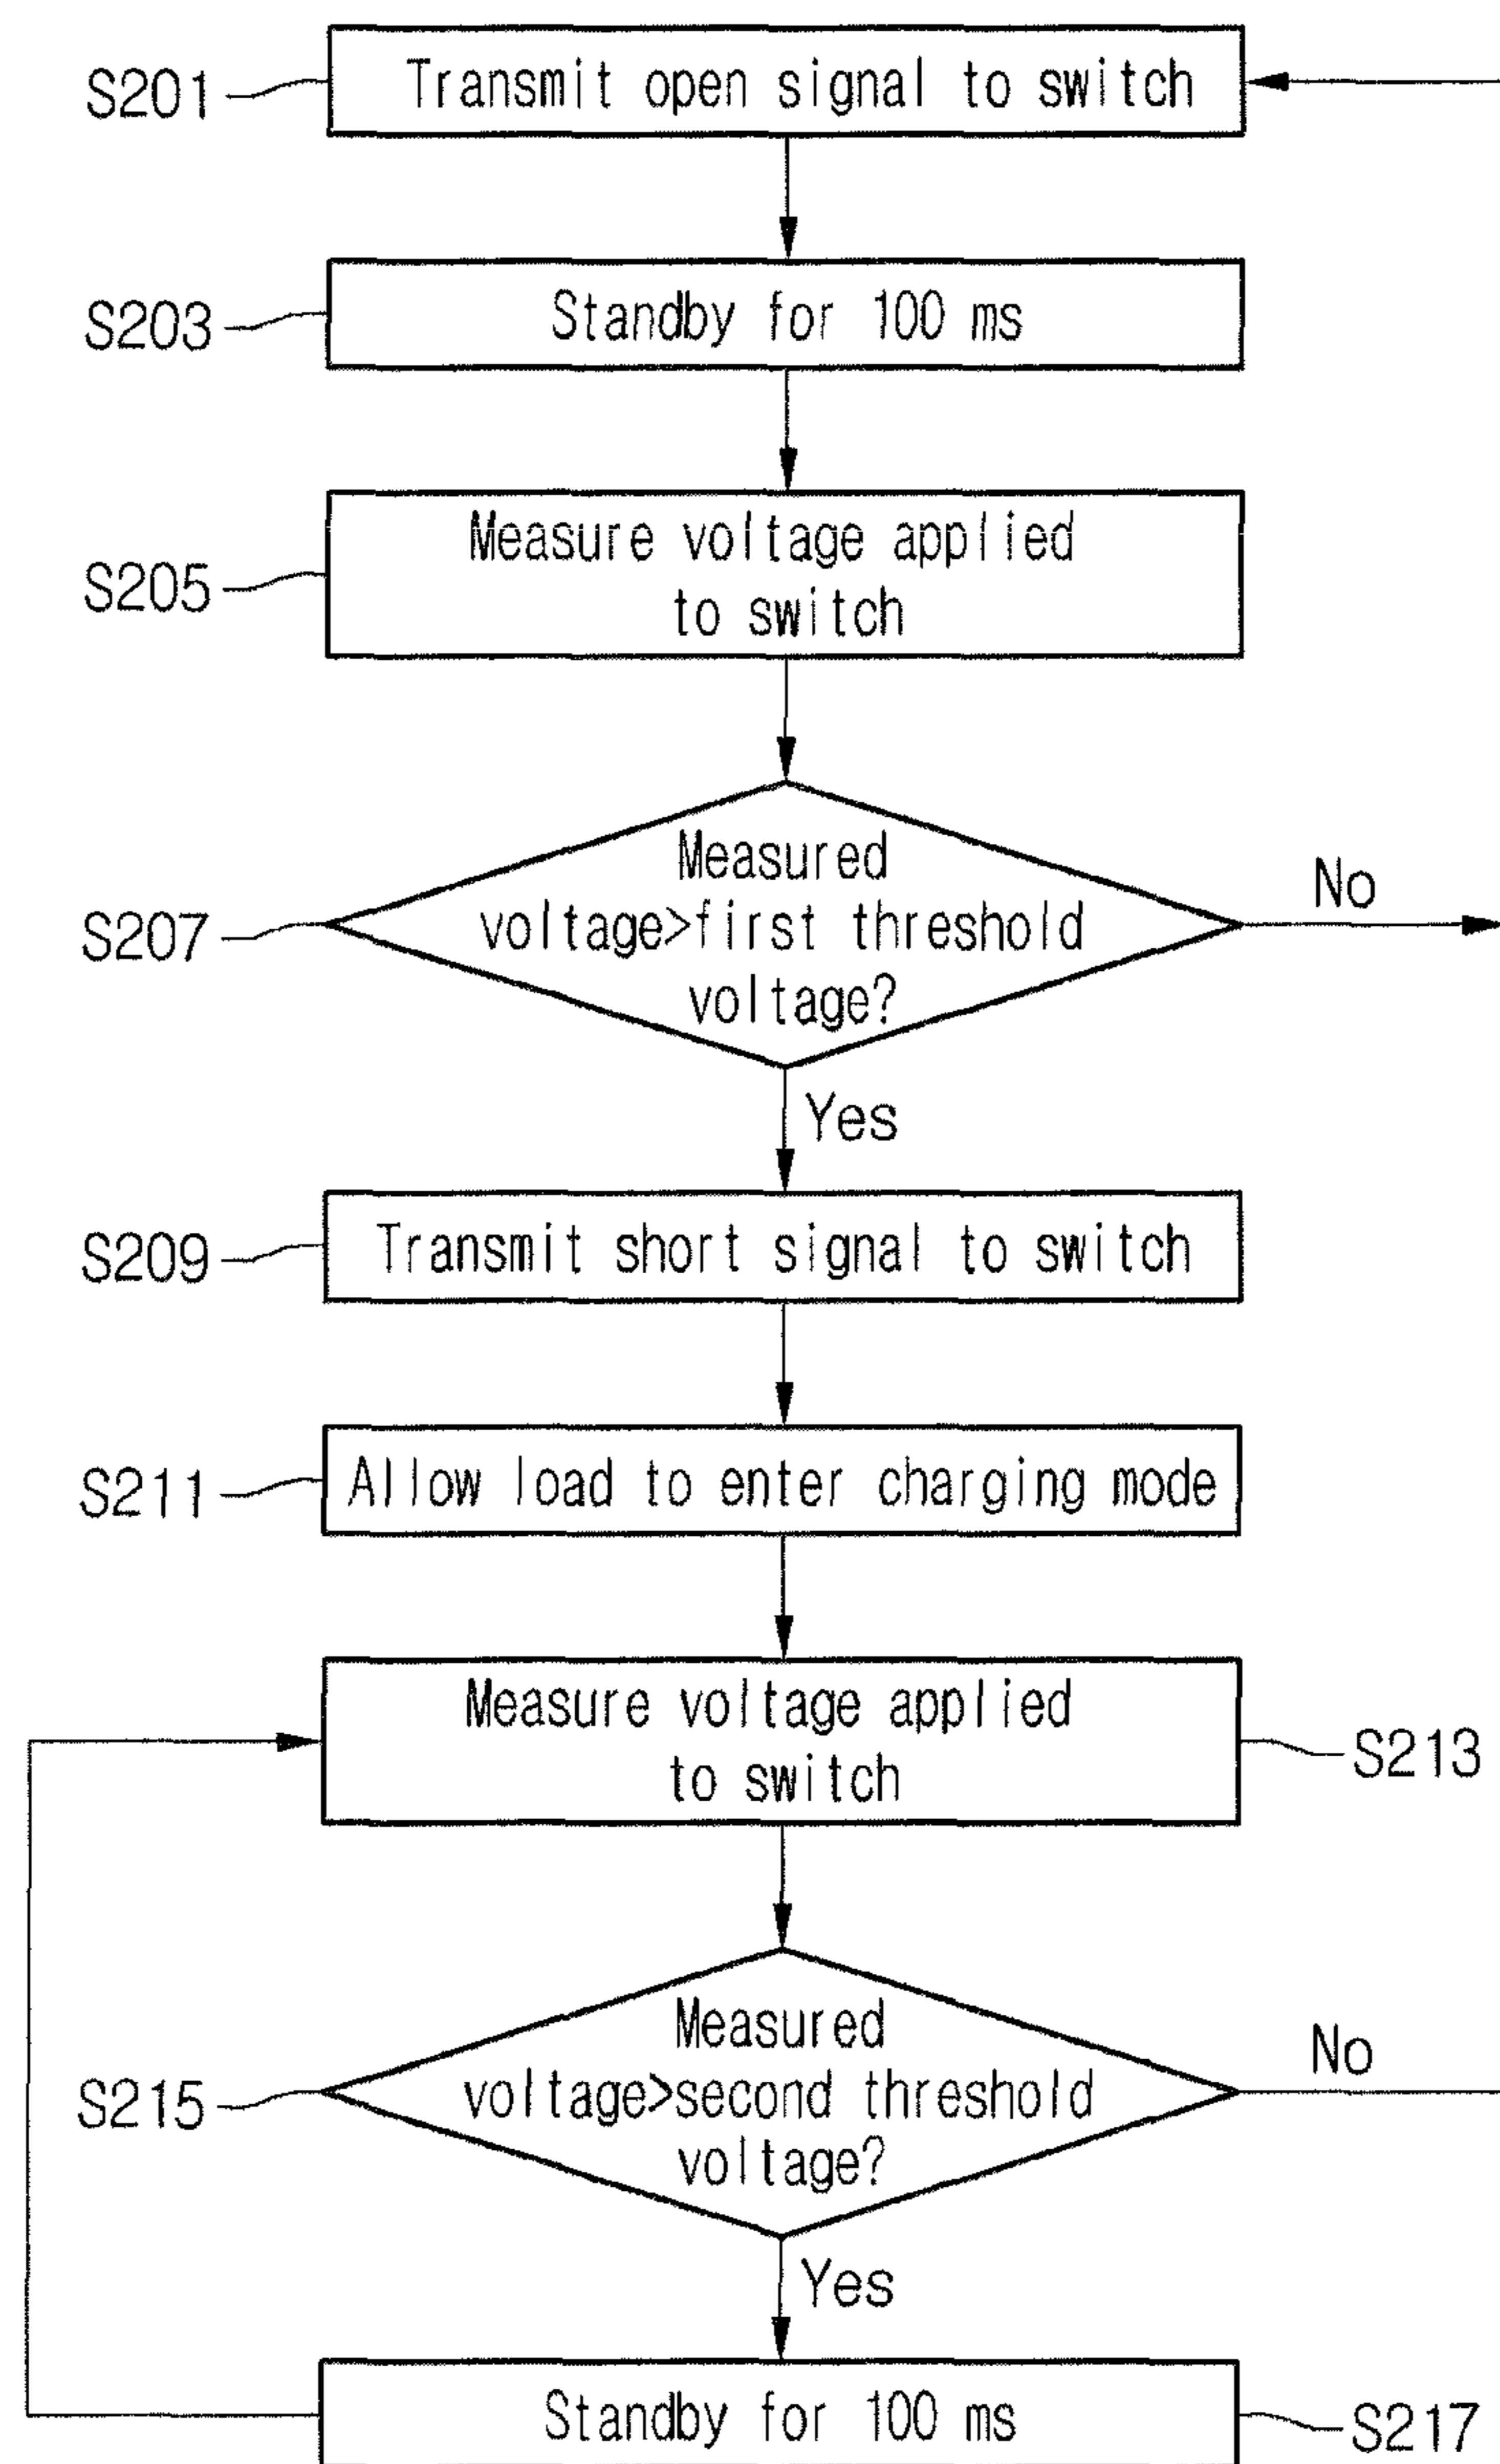 S201
Transmit open signal to switch
S203
Standby for 100 ms
S205
Measure voltage applied
to switch
S207
Measured
voltage>first threshold
voltage?
No
Yes
S209
Transmit short signal to switch
S211
Allow load to enter charging mode
Measure voltage applied
to switch
S213
S215
Measured
voltage>second threshold
voltage?
No
Yes
Standby for 100 ms
S217